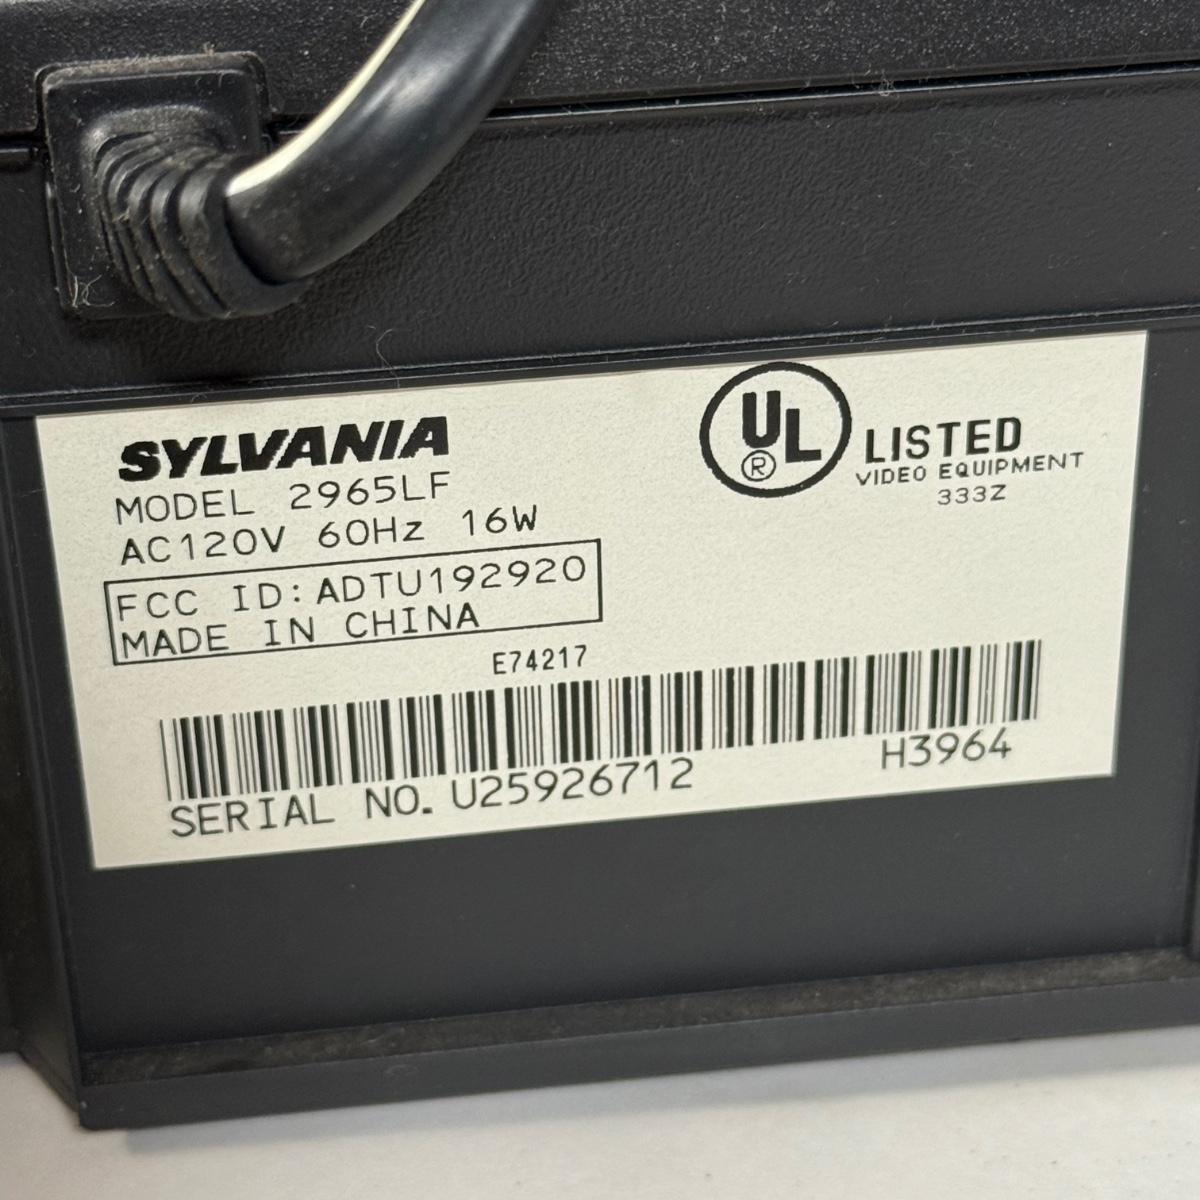 SYLVANIA
MODEL 2965LF
AC120V 60Hz 16W
FCC ID: ADTU192920
MADE IN CHINA
UL ®
LISTED
VIDEO EQUIPMENT
333Z
E74217
H3964
SERIAL NO. U25926712